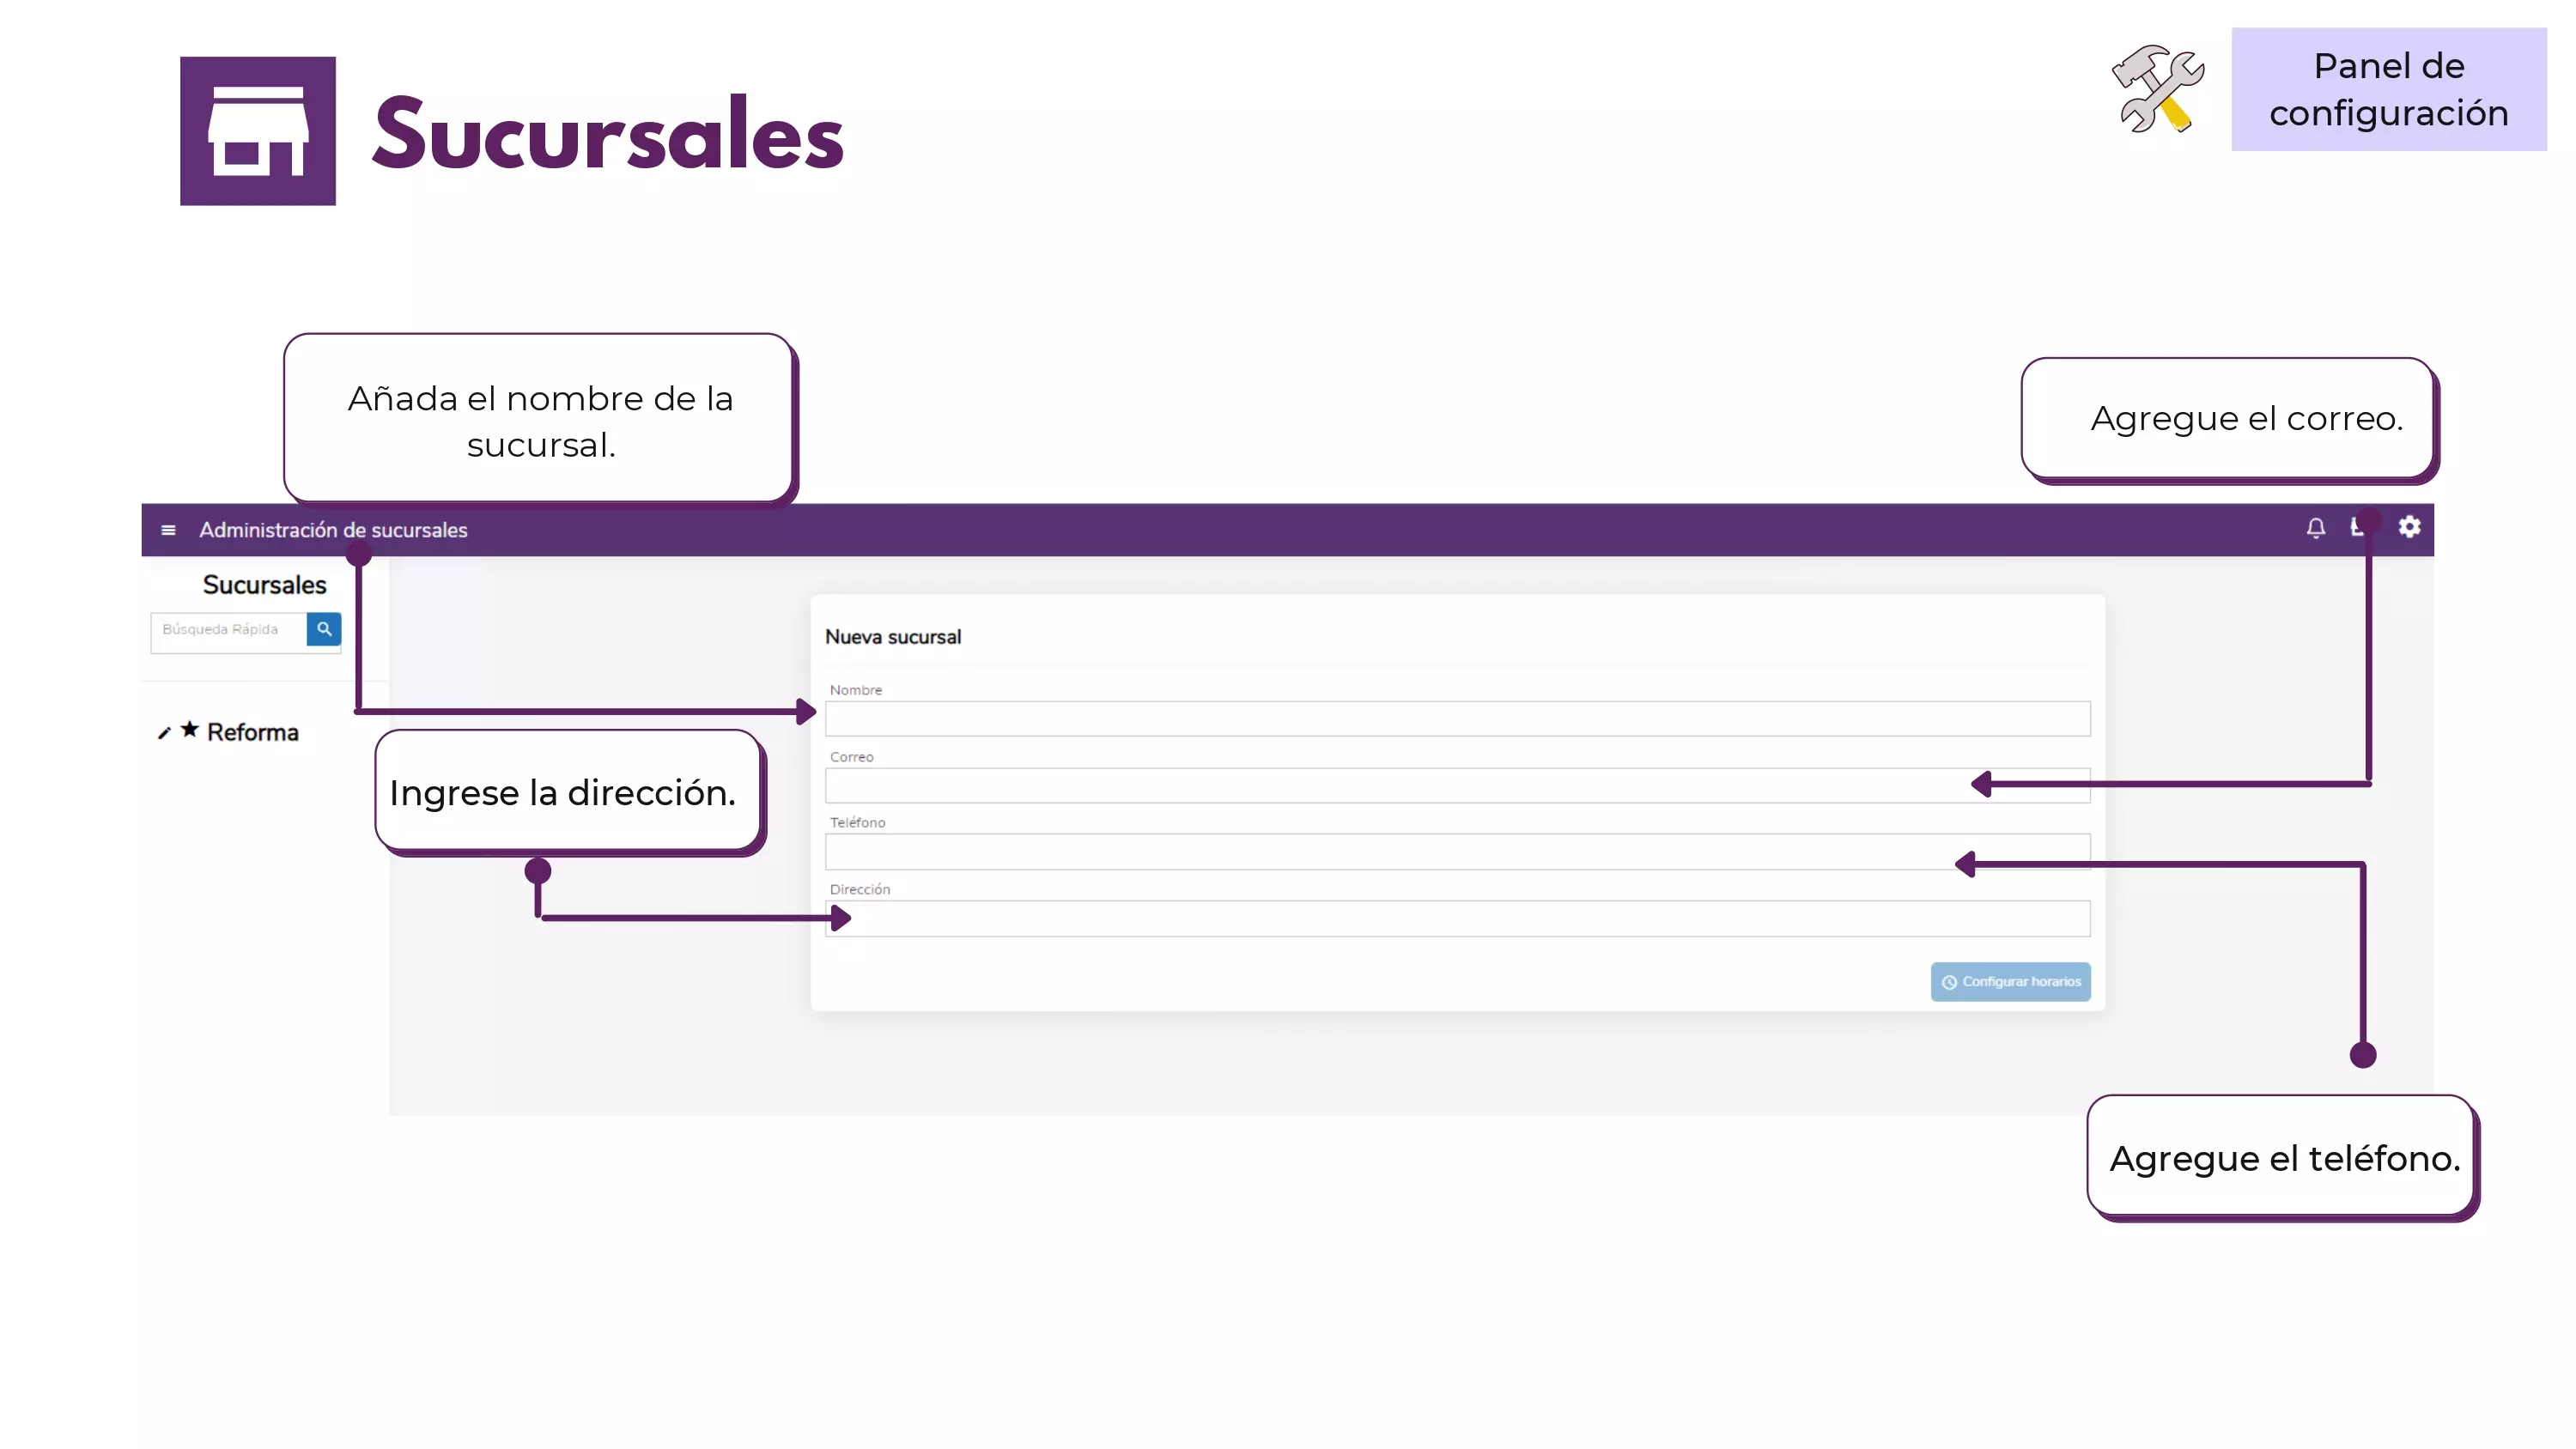 Sucursales
Panel de
configuración
Añada el nombre de la
sucursal.
Agregue el correo.
Administración de sucursales
Sucursales
Búsqueda Rápida
Reforma
Ingrese la dirección.
Nueva sucursal
Nombre
Correo
Teléfono
Dirección
Configurar horarios
Agregue el teléfono.